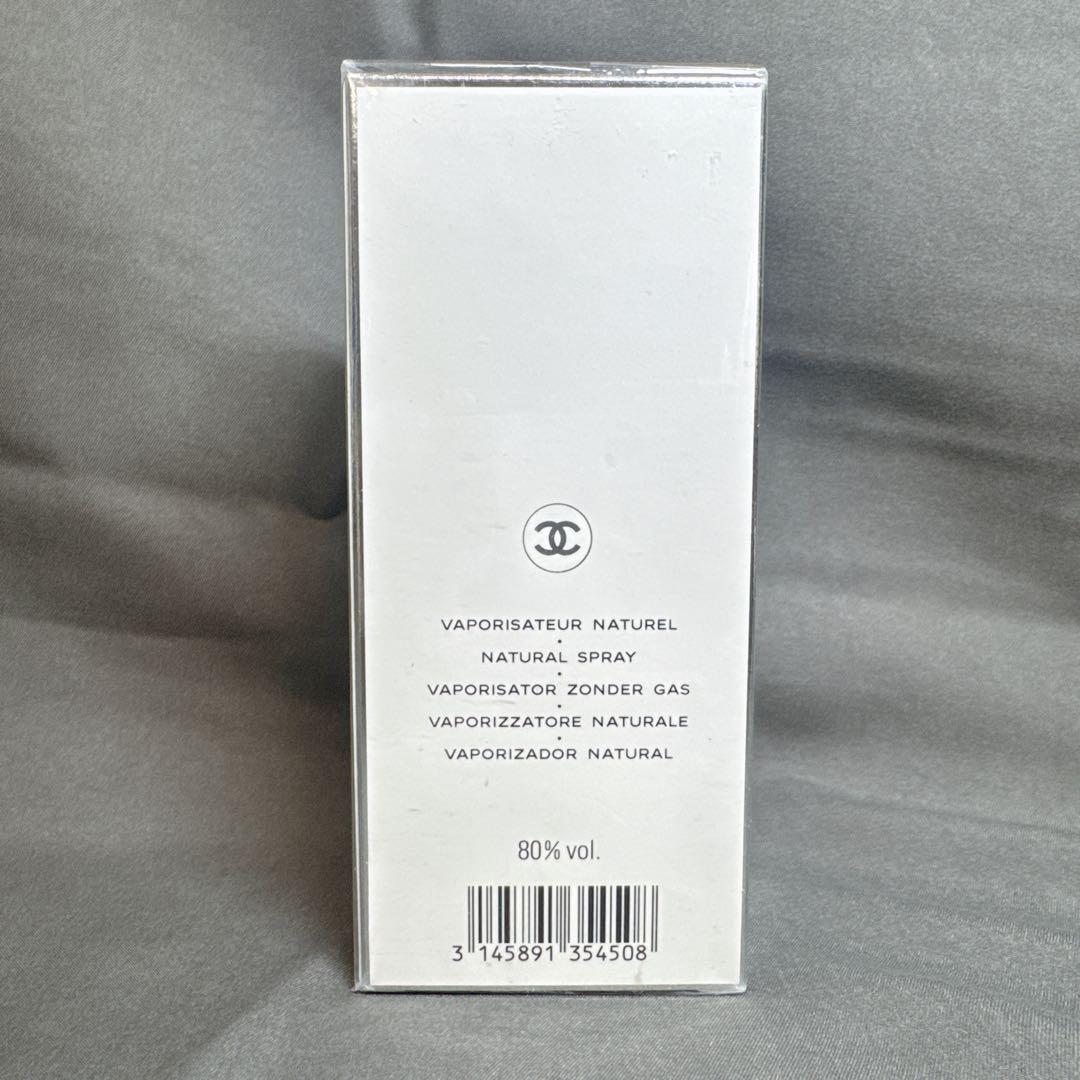 VAPORISATEUR NATUREL
·
NATURAL SPRAY
·
VAPORISATOR ZONDER GAS
·
VAPORIZZATORE NATURALE
·
VAPORIZADOR NATURAL
80% vol.
3 145891 354508